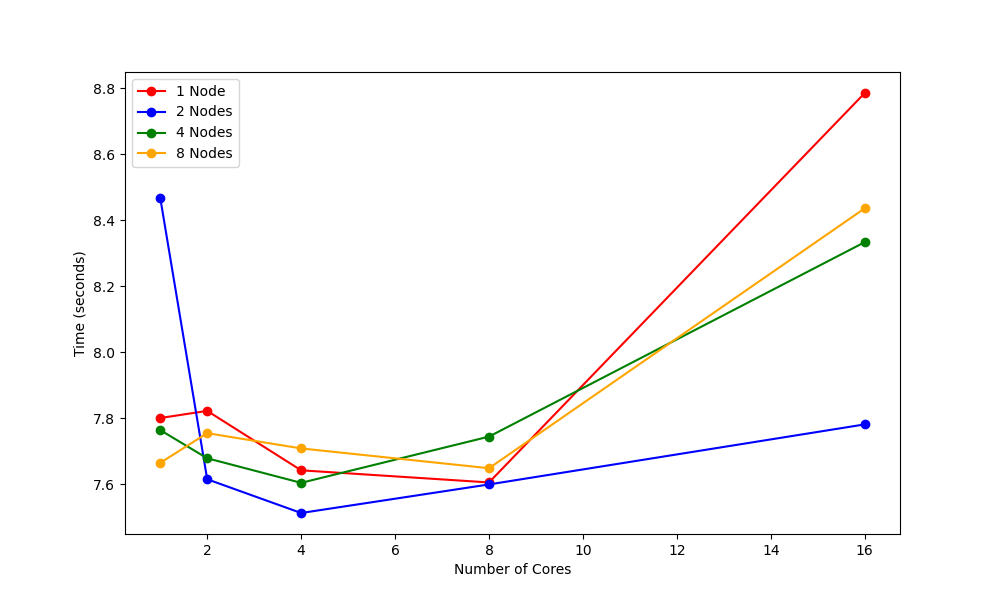 1 Node
2 Nodes
4 Nodes
8 Nodes
8.8
8.6
8.4
8.2
8.0
7.8
7.6
Time (seconds)
2 4 6 8 10 12 14 16
Number of Cores